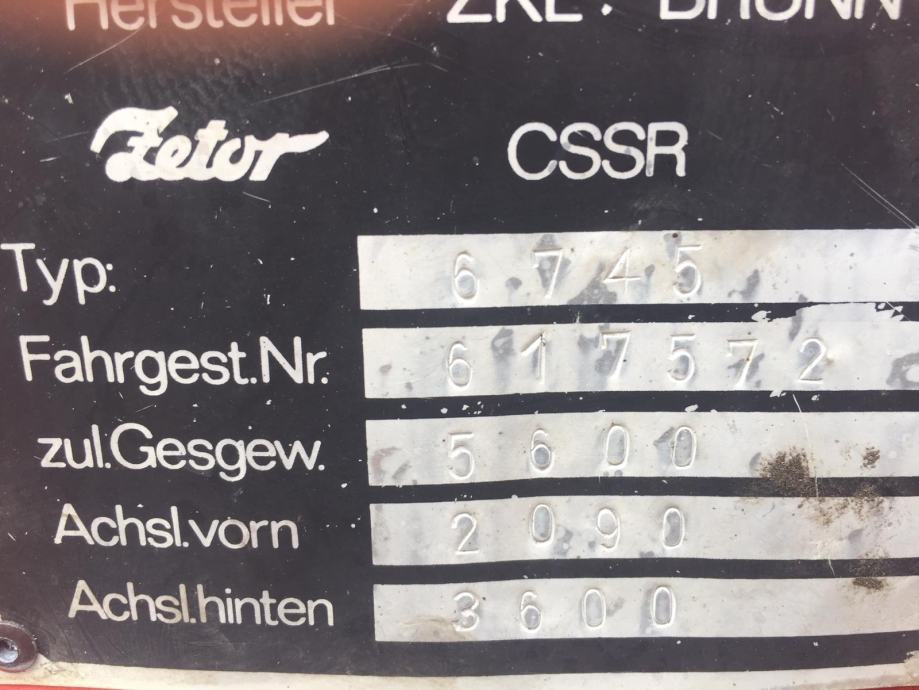 Hersteller ZKL. BRÜNN
Zetor CSSR
Typ: 6745
Fahrgest.Nr. 617572
zul.Gesgew. 5600
Achsl.vorn 2090
Achsl.hinten 3600